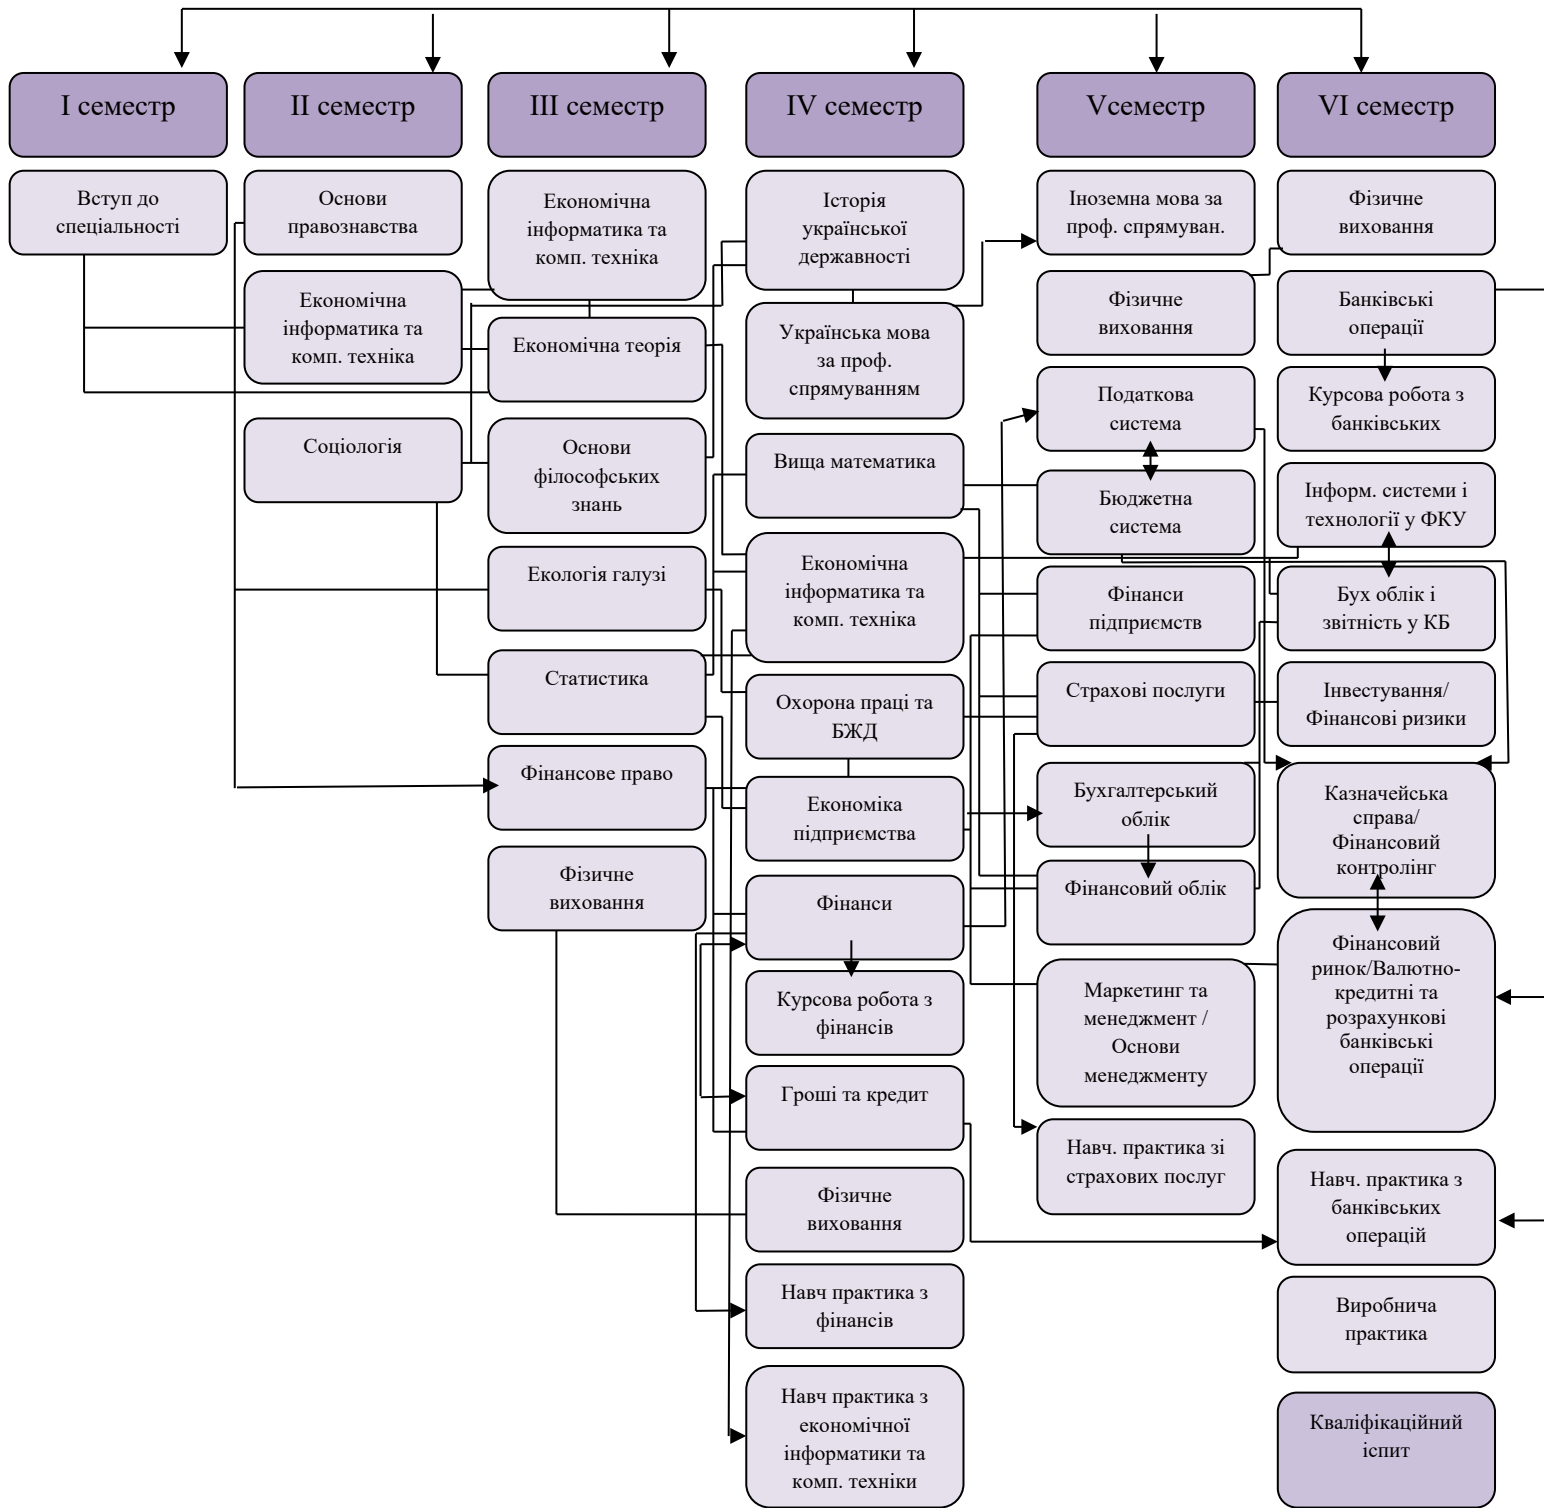 I семестр
II семестр
III семестр
IV семестр
Vсеместр
VI семестр
Вступ до
спеціальності
Основи
правознавства
Економічна
інформатика та
комп. техніка
Соціологія
Економічна
інформатика та
комп. техніка
Економічна теорія
Основи
філософських
знань
Екологія галузі
Статистика
Фінансове право
Фізичне
виховання
Історія
української
державності
Українська мова
за проф.
спрямуванням
Вища математика
Економічна
інформатика та
комп. техніка
Охорона праці та
БЖД
Економіка
підприємства
Фінанси
Курсова робота з
фінансів
Гроші та кредит
Фізичне
виховання
Навч практика з
фінансів
Навч практика з
економічної
інформатики та
комп. техніки
Іноземна мова за
проф. спрямуван.
Фізичне
виховання
Податкова
система
Бюджетна
система
Фінанси
підприємств
Страхові послуги
Бухгалтерський
облік
Фінансовий облік
Маркетинг та
менеджмент /
Основи
менеджменту
Навч. практика зі
страхових послуг
Фізичне
виховання
Банківські
операції
Курсова робота з
банківських
Інформ. системи і
технології у ФКУ
Бух облік і
звітність у КБ
Інвестування/
Фінансові ризики
Казначейська
справа/
Фінансовий
контролінг
Фінансовий
ринок/Валютно-
кредитні та
розрахункові
банківські
операції
Навч. практика з
банківських
операцій
Виробнича
практика
Кваліфікаційний
іспит